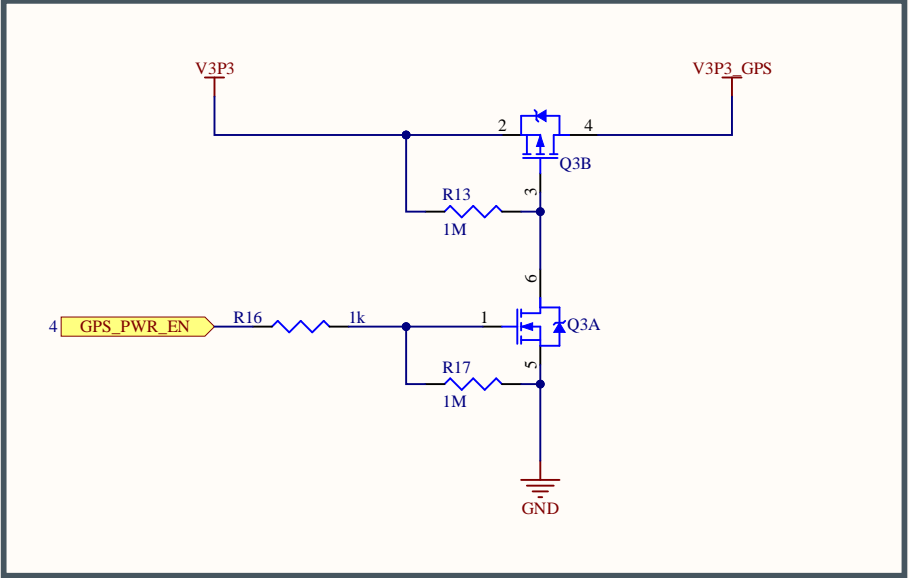 V3P3
V3P3_GPS
2
4
Q3B
3
R13
1M
6
4
GPS_PWR_EN
R16
1k
1
Q3A
5
R17
1M
GND